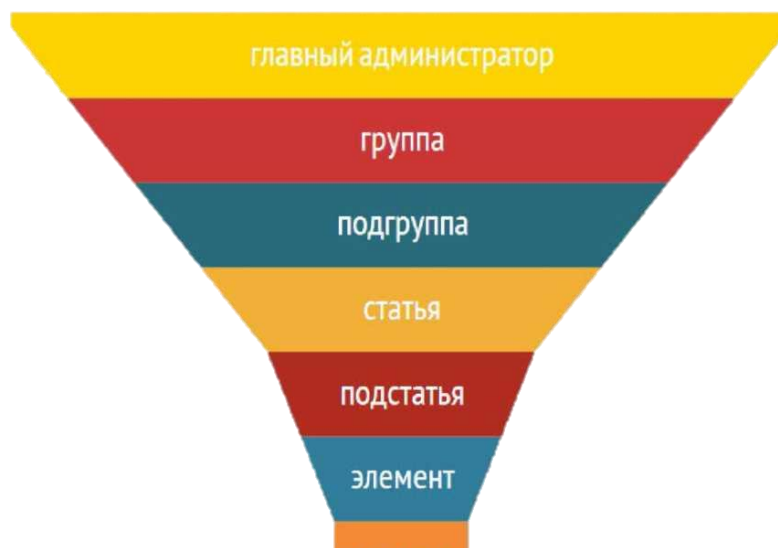 главный администратор
группа
подгруппа
статья
подстатья
элемент